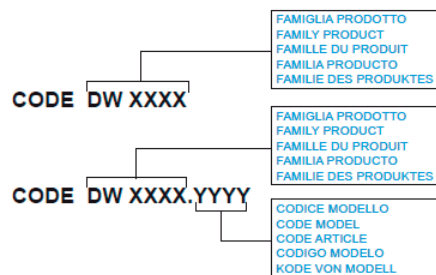 FAMIGLIA PRODOTTO
FAMILY PRODUCT
FAMILLE DU PRODUIT
FAMILIA PRODUCTO
FAMILIE DES PRODUKTES
CODE DW XXXX
FAMIGLIA PRODOTTO
FAMILY PRODUCT
FAMILLE DU PRODUIT
FAMILIA PRODUCTO
FAMILIE DES PRODUKTES
CODE DW XXXX.YYYY
CODICE MODELLO
CODE MODEL
CODE ARTICLE
CODIGO MODELO
KODE VON MODELL